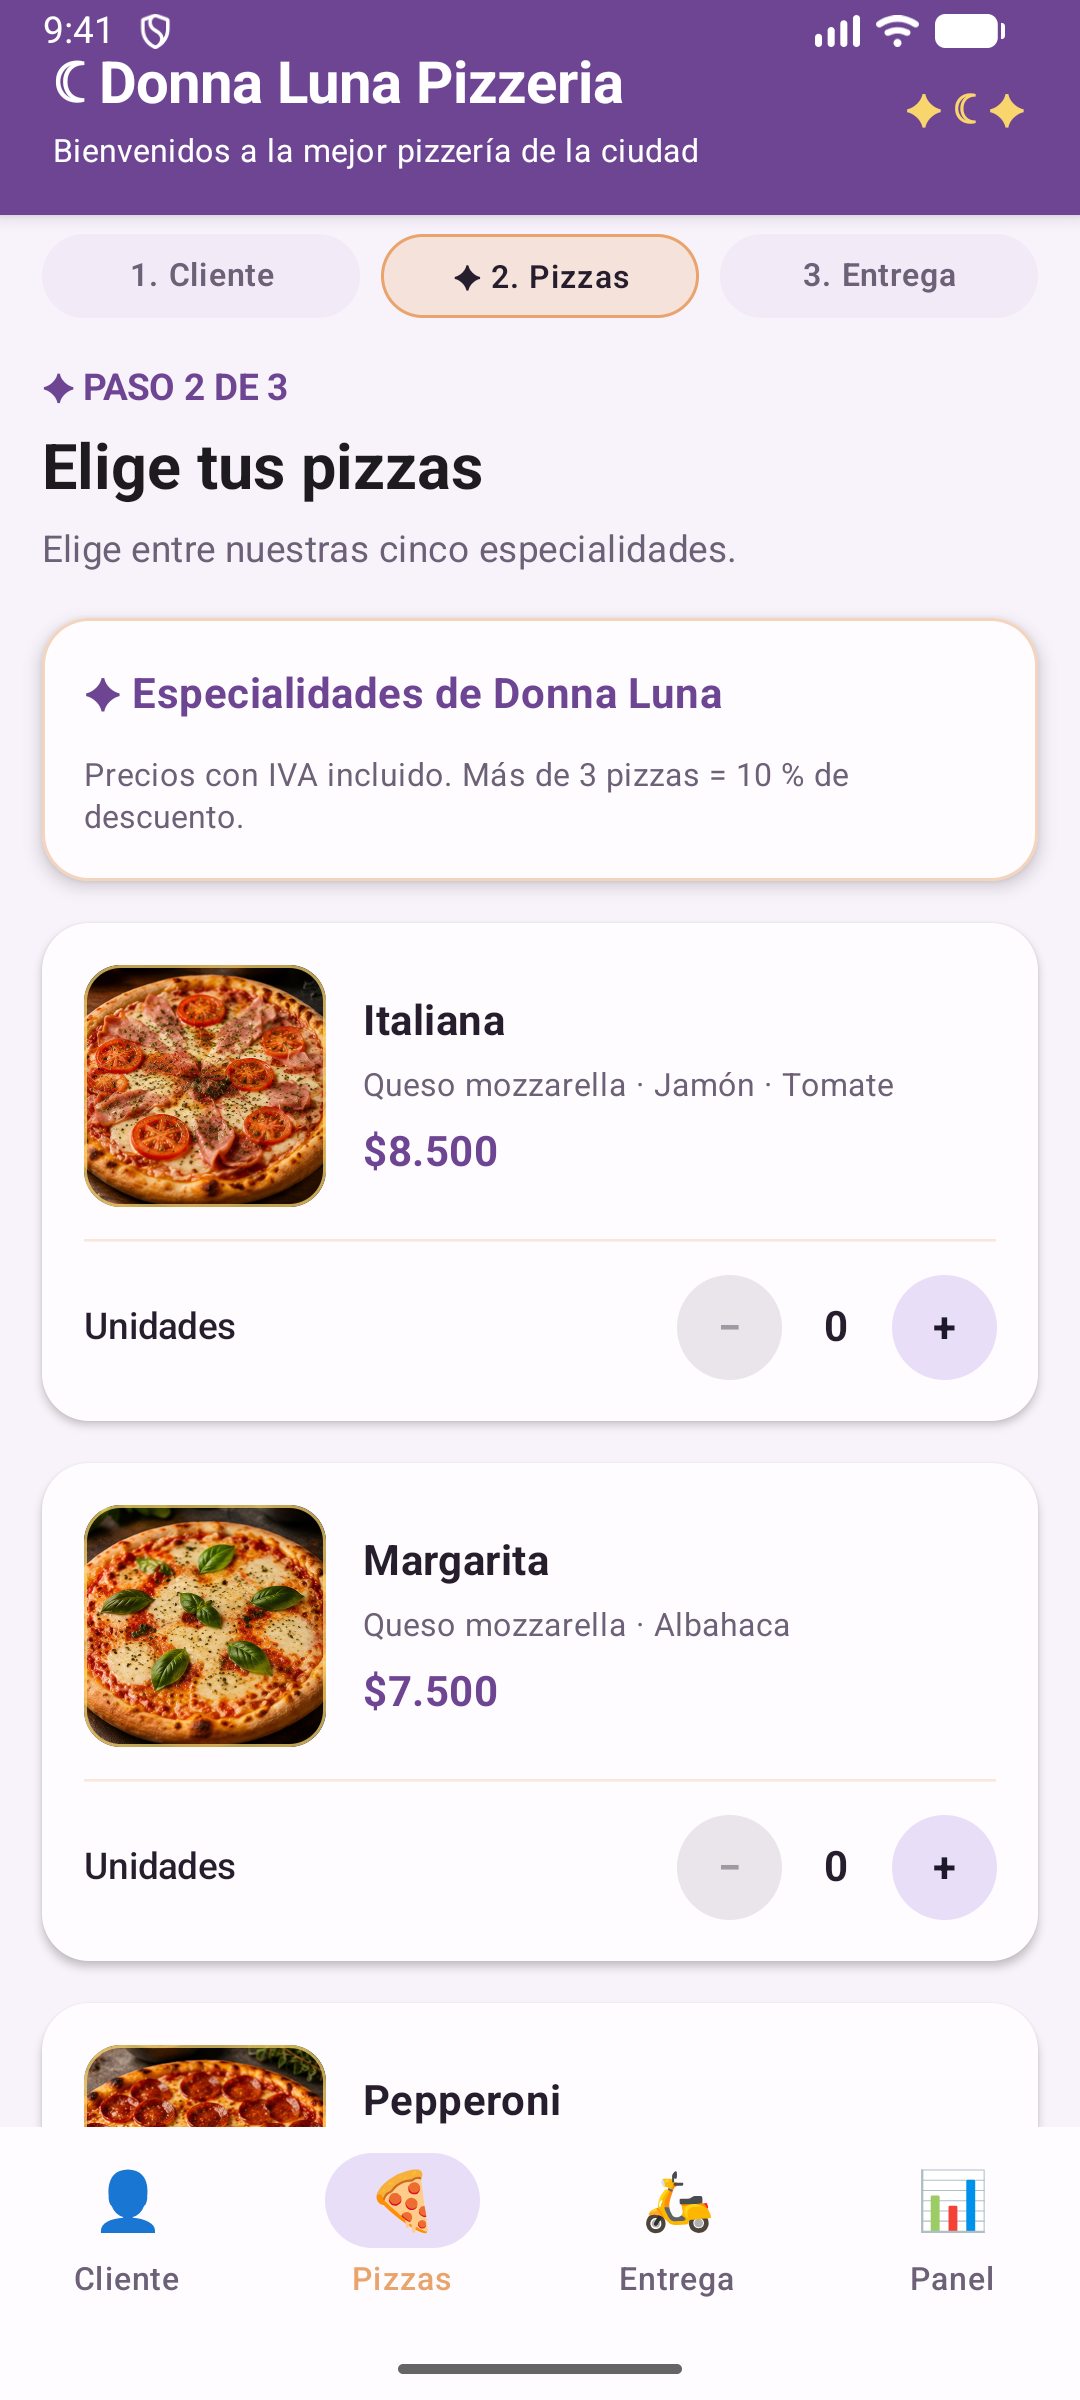 9:41
Donna Luna Pizzeria
Bienvenidos a la mejor pizzería de la ciudad
1. Cliente
✦ 2. Pizzas
3. Entrega
✦ PASO 2 DE 3
Elige tus pizzas
Elige entre nuestras cinco especialidades.
✦ Especialidades de Donna Luna
Precios con IVA incluido. Más de 3 pizzas = 10 % de
descuento.
Italiana
Queso mozzarella · Jamón · Tomate
$8.500
Unidades
− 0 +
Margarita
Queso mozzarella · Albahaca
$7.500
Unidades
− 0 +
Pepperoni
Cliente
Pizzas
Entrega
Panel